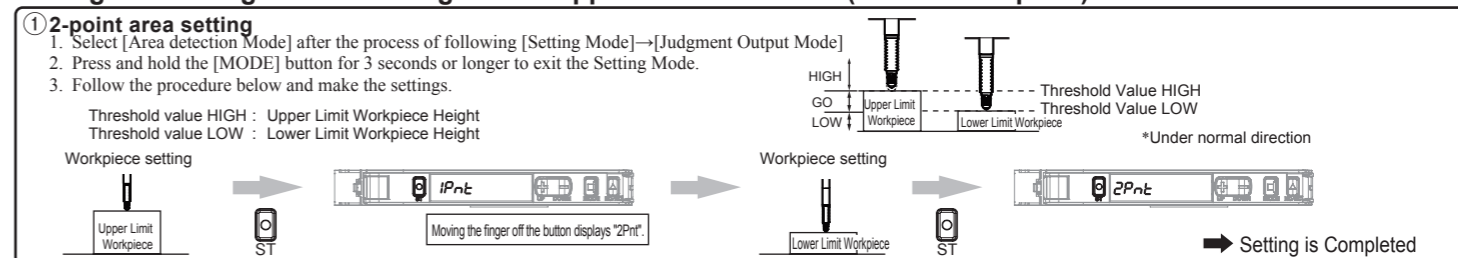 ① 2-point area setting
1. Select [Area detection Mode] after the process of following [Setting Mode]→[Judgment Output Mode]
2. Press and hold the [MODE] button for 3 seconds or longer to exit the Setting Mode.
3. Follow the procedure below and make the settings.
Threshold value HIGH : Upper Limit Workpiece Height
Threshold value LOW : Lower Limit Workpiece Height
HIGH
GO
LOW
Upper Limit
Workpiece
Lower Limit Workpiece
Threshold Value HIGH
Threshold Value LOW
*Under normal direction
Workpiece setting
Upper Limit
Workpiece
ST
1Pnt
Moving the finger off the button displays "2Pnt".
Workpiece setting
Lower Limit Workpiece
ST
2Pnt
➡ Setting is Completed